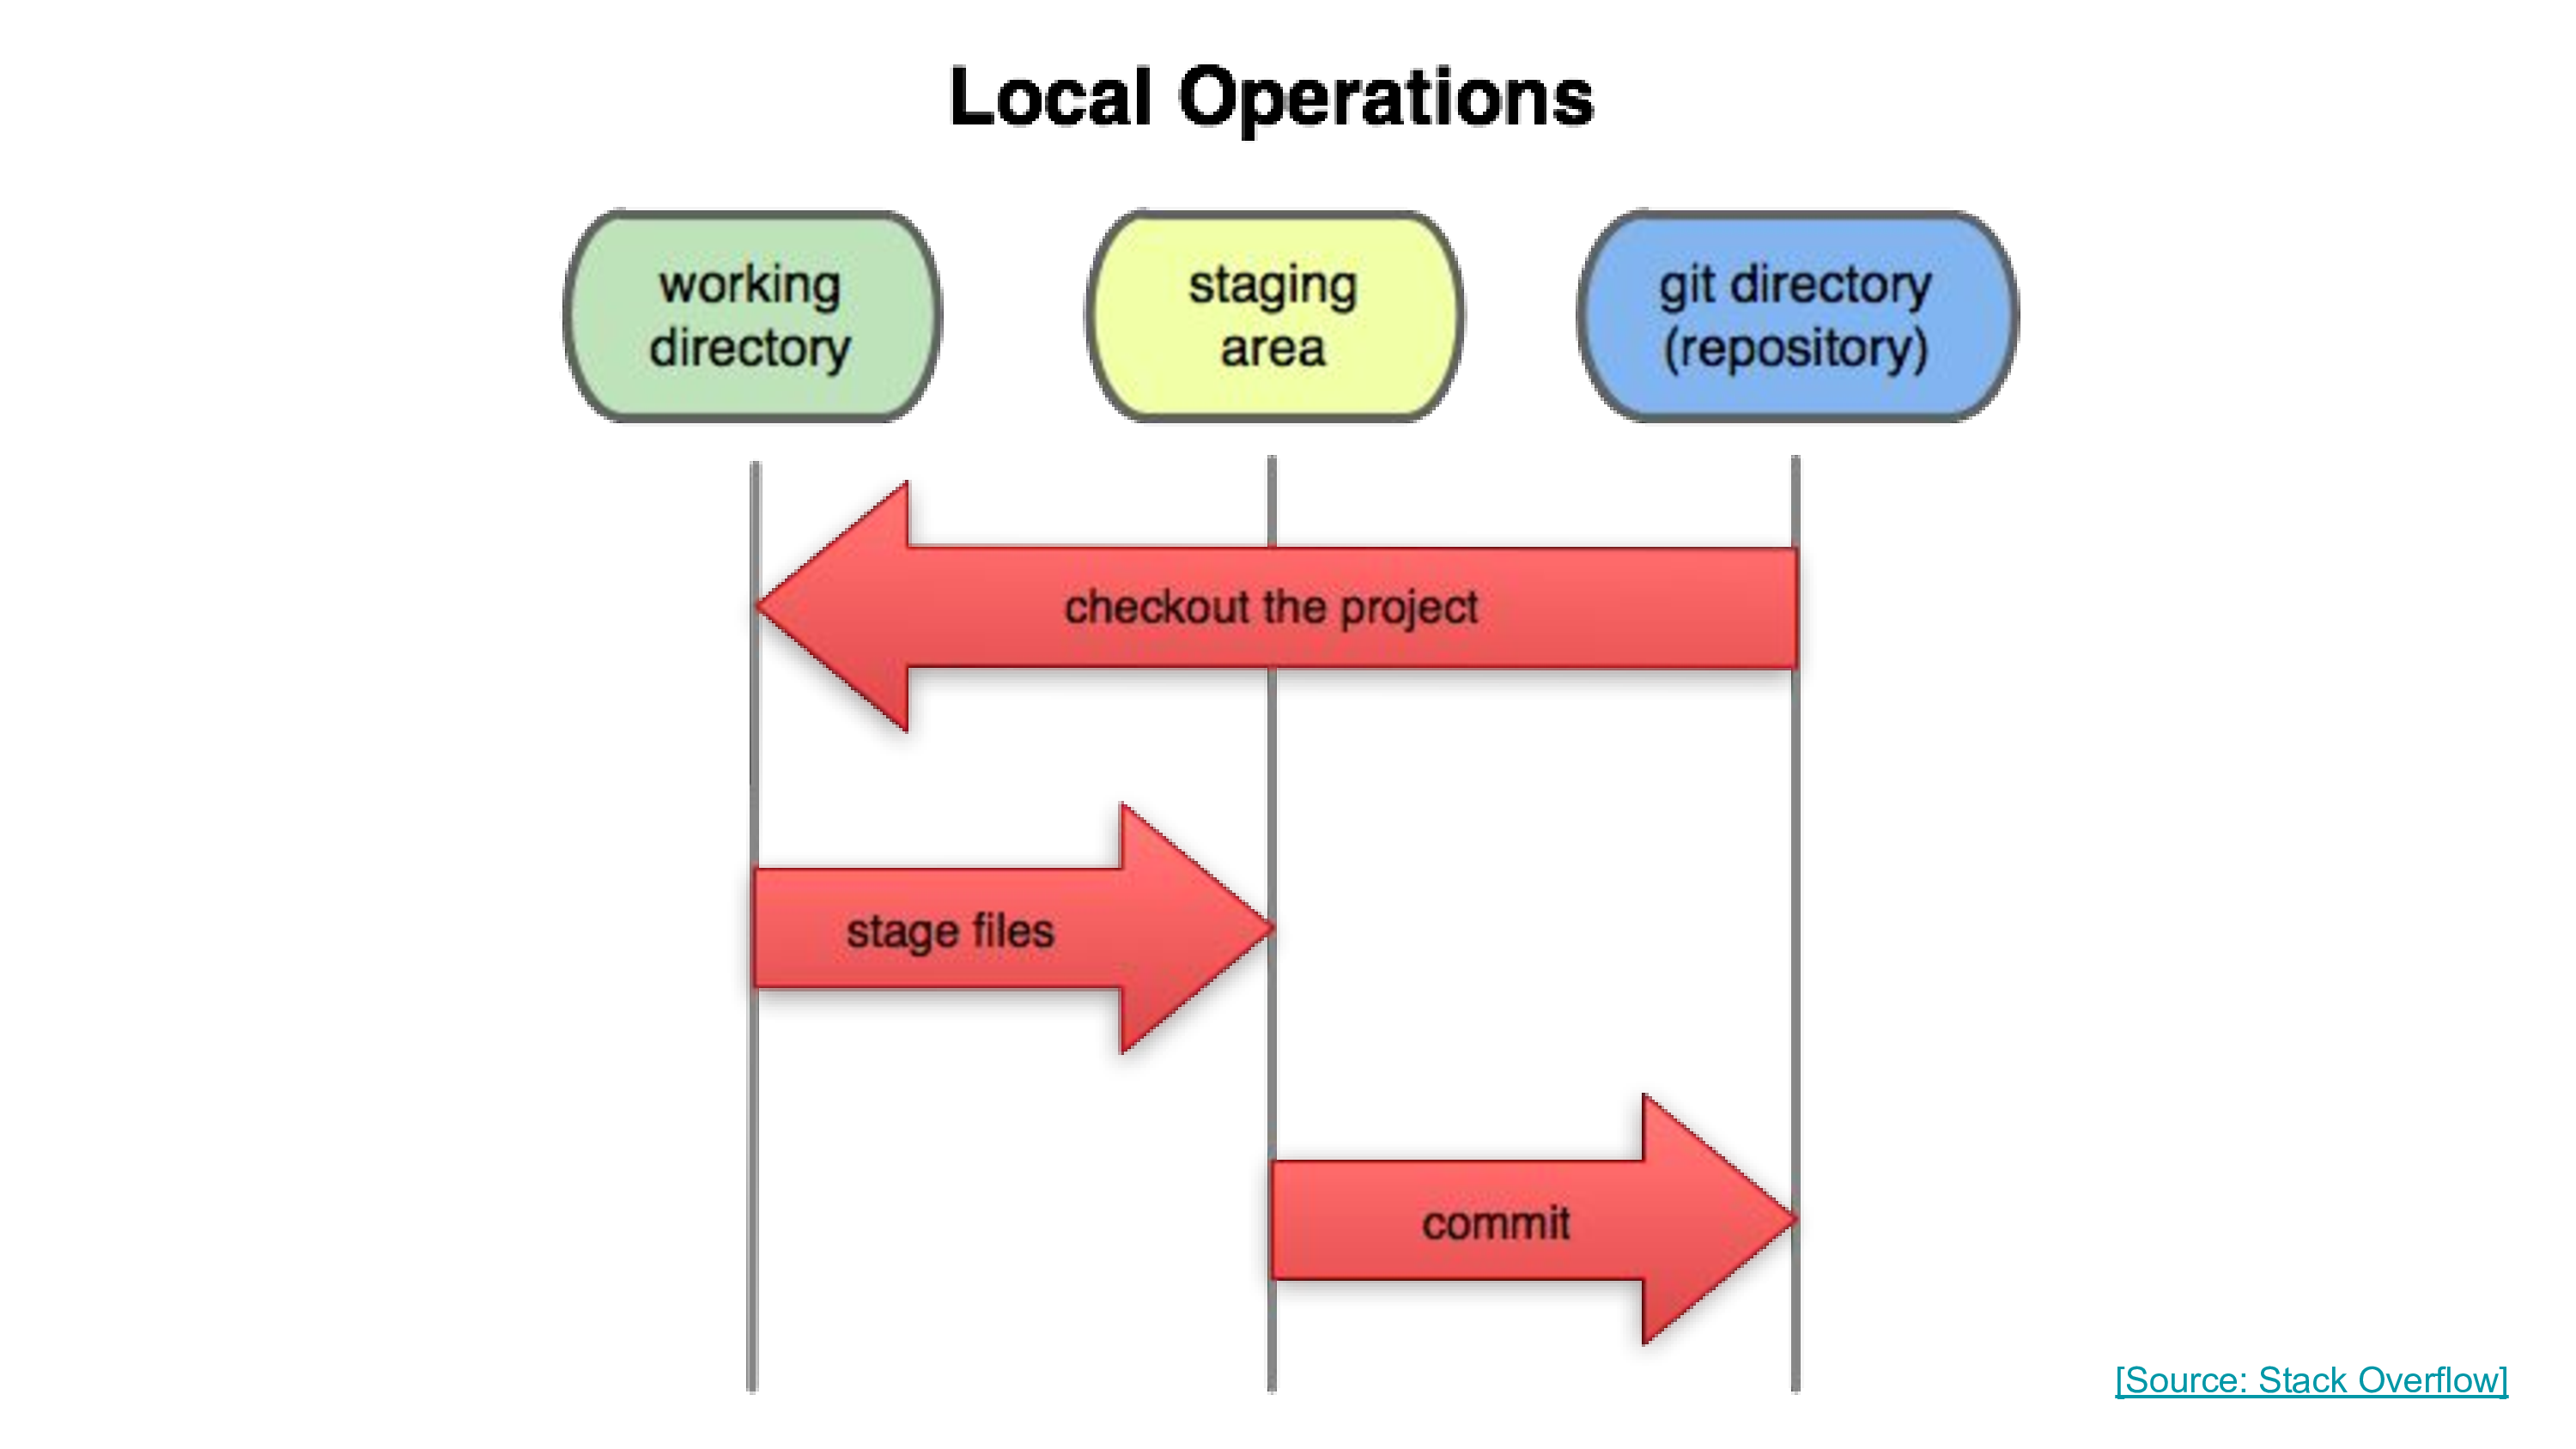 Local Operations
working
directory
staging
area
git directory
(repository)
checkout the project
stage files
commit
[Source: Stack Overflow]